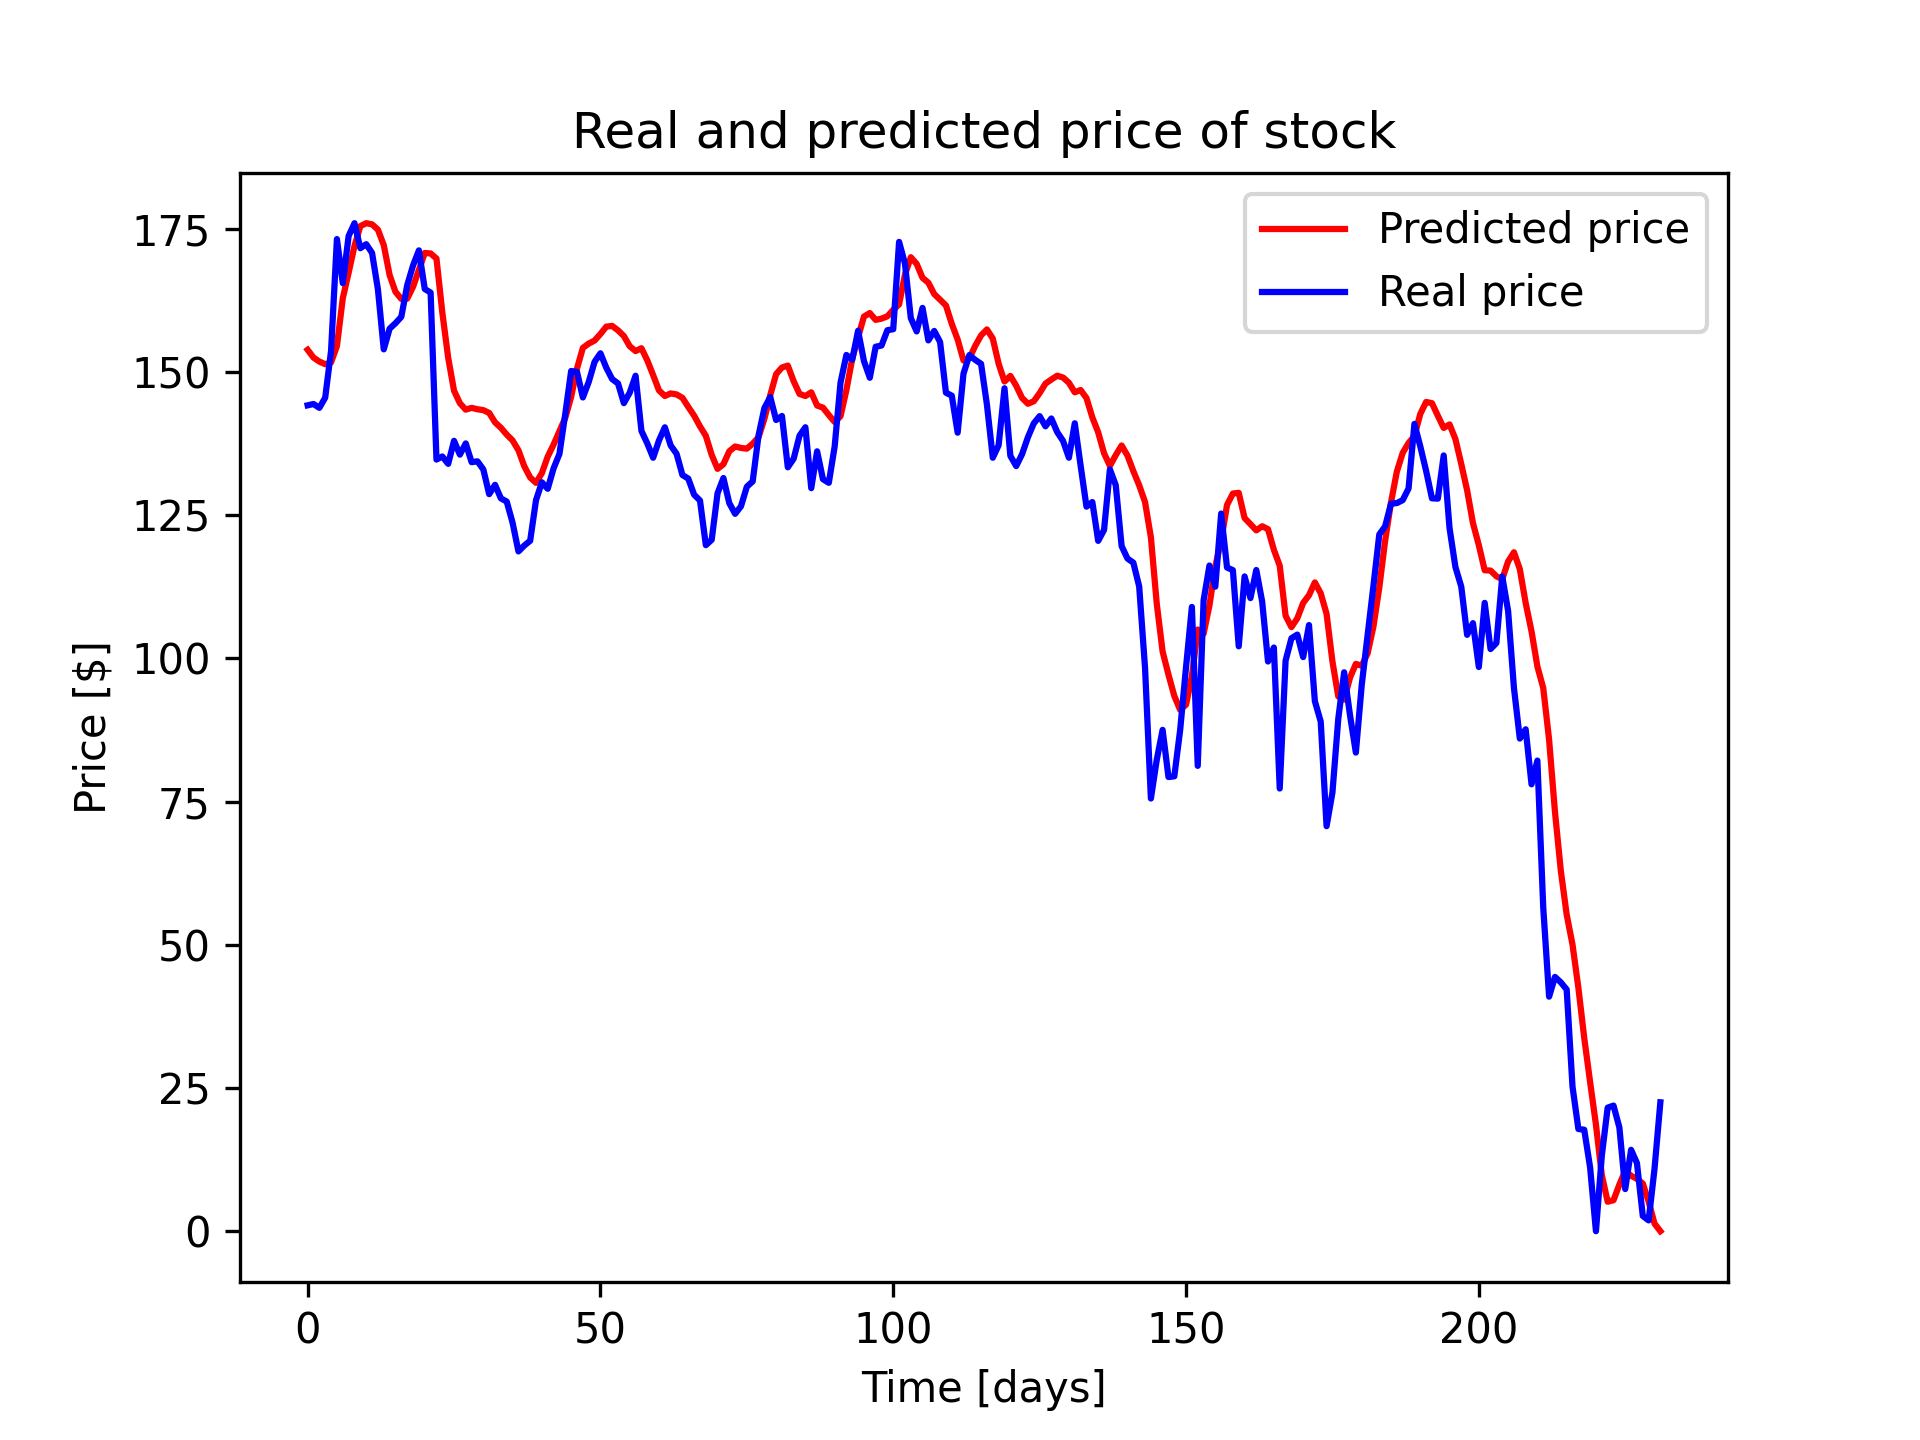 Real and predicted price of stock
Predicted price
Real price
175
150
125
100
75
50
25
0
Price [$]
0 50 100 150 200
Time [days]